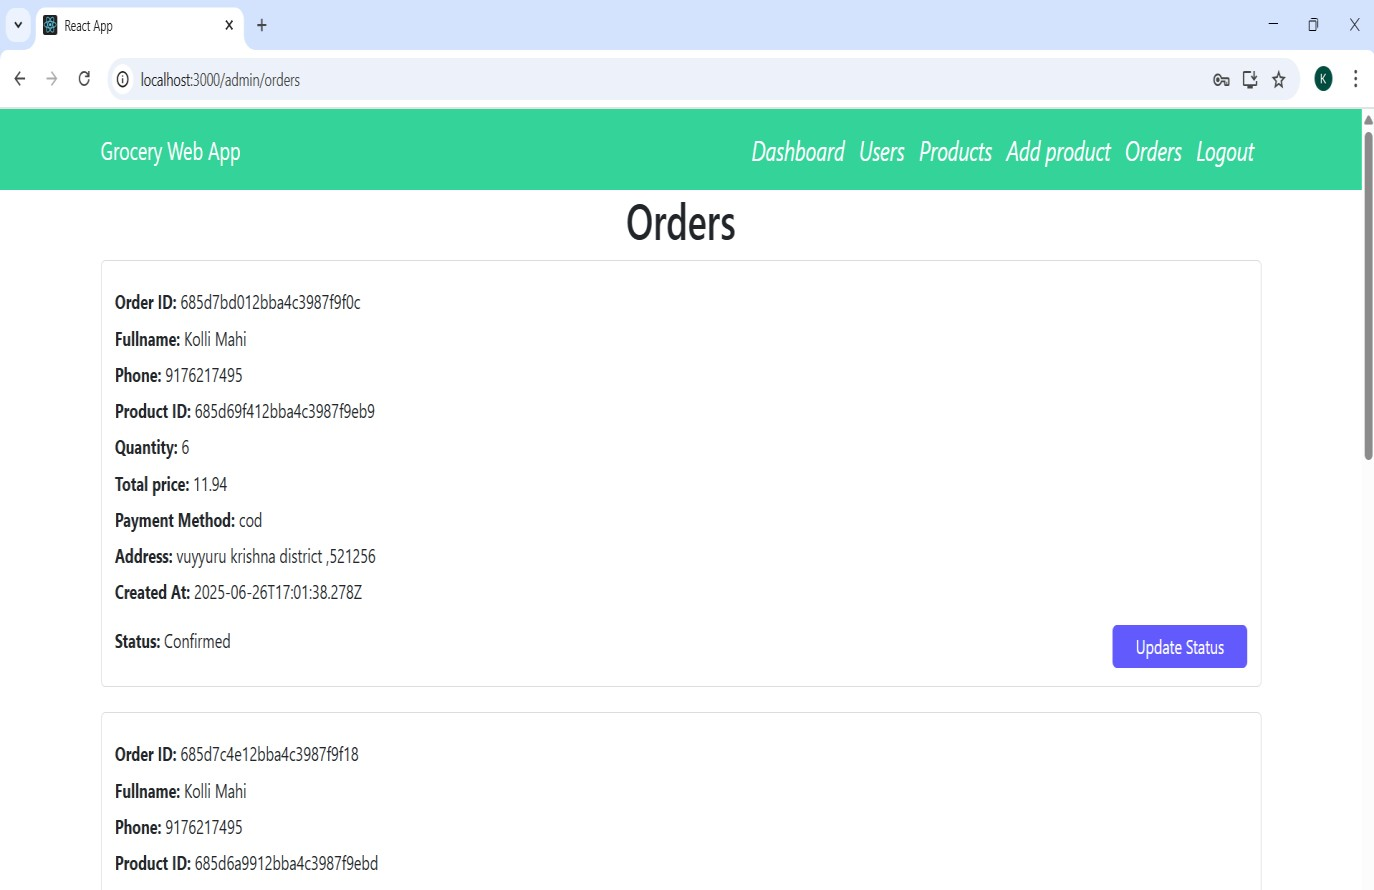 React App
localhost:3000/admin/orders
K
Grocery Web App
Dashboard Users Products Add product Orders Logout
Orders
Order ID: 685d7bd012bba4c3987f9f0c
Fullname: Kolli Mahi
Phone: 9176217495
Product ID: 685d69f412bba4c3987f9eb9
Quantity: 6
Total price: 11.94
Payment Method: cod
Address: vuyyuru krishna district ,521256
Created At: 2025-06-26T17:01:38.278Z
Status: Confirmed
Update Status
Order ID: 685d7c4e12bba4c3987f9f18
Fullname: Kolli Mahi
Phone: 9176217495
Product ID: 685d6a9912bba4c3987f9ebd